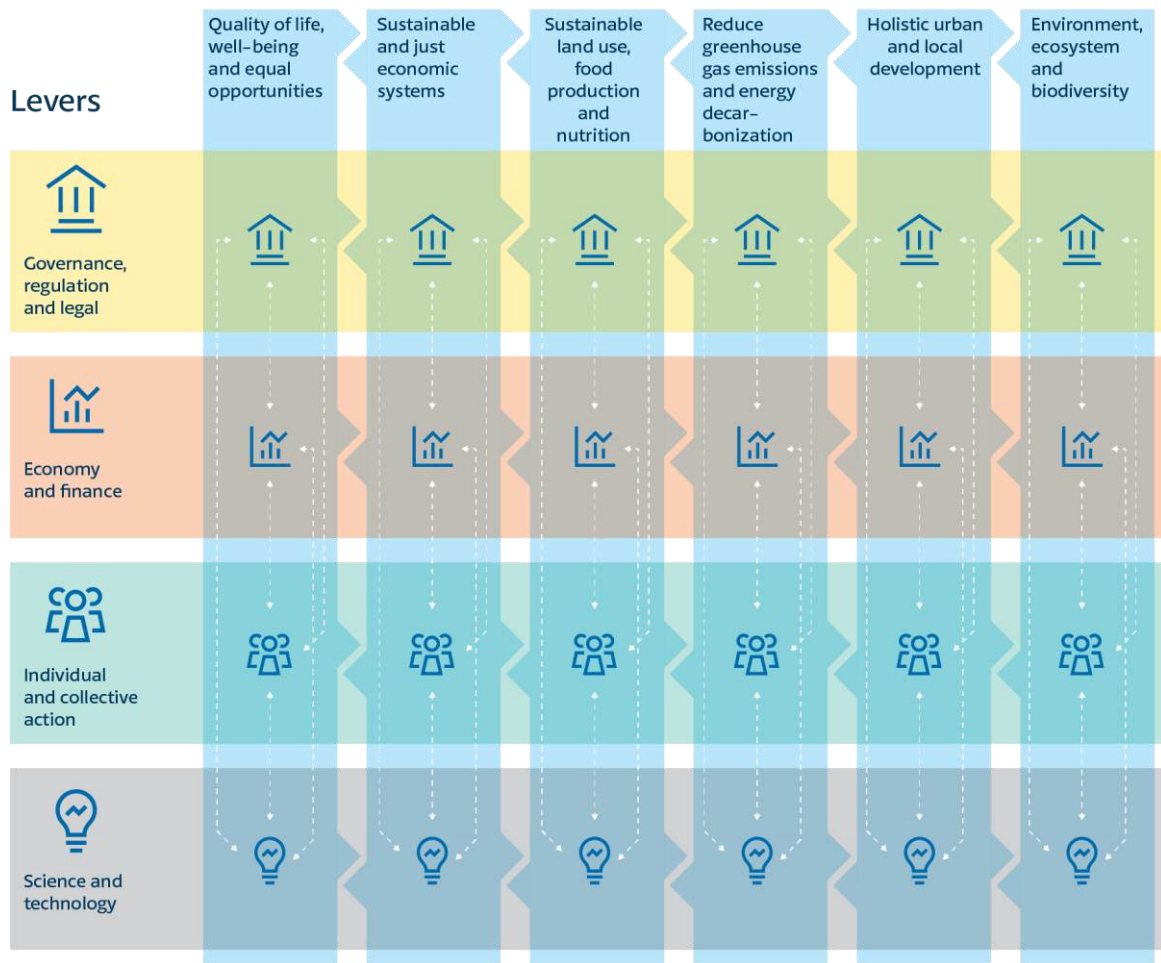 Quality of life,
well-being
and equal
opportunities
Sustainable
and just
economic
systems
Sustainable
land use,
food
production
and
nutrition
Reduce
greenhouse
gas emissions
and energy
decar-
bonization
Holistic urban
and local
development
Environment,
ecosystem
and
biodiversity
Levers
Governance,
regulation
and legal
Economy
and finance
Individual
and collective
action
Science and
technology